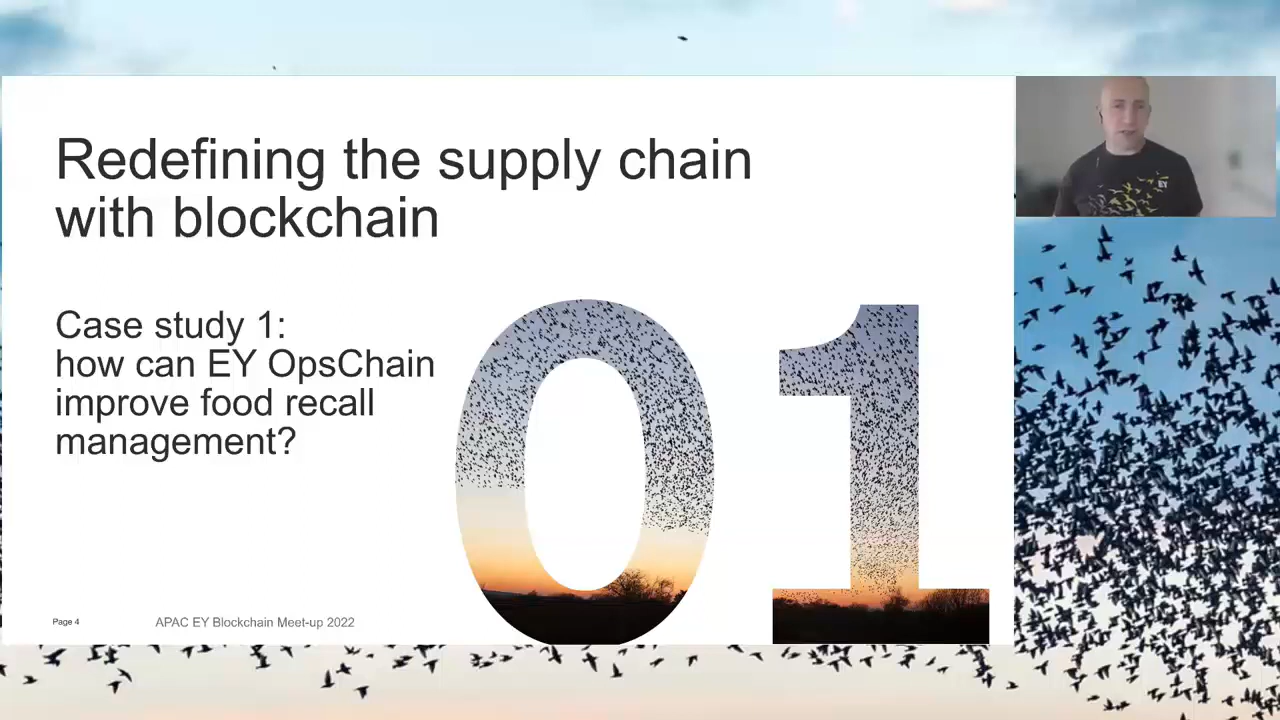 Redefining the supply chain
with blockchain
Case study 1:
how can EY OpsChain
improve food recall
management?
01
Page 4
APAC EY Blockchain Meet-up 2022
EY